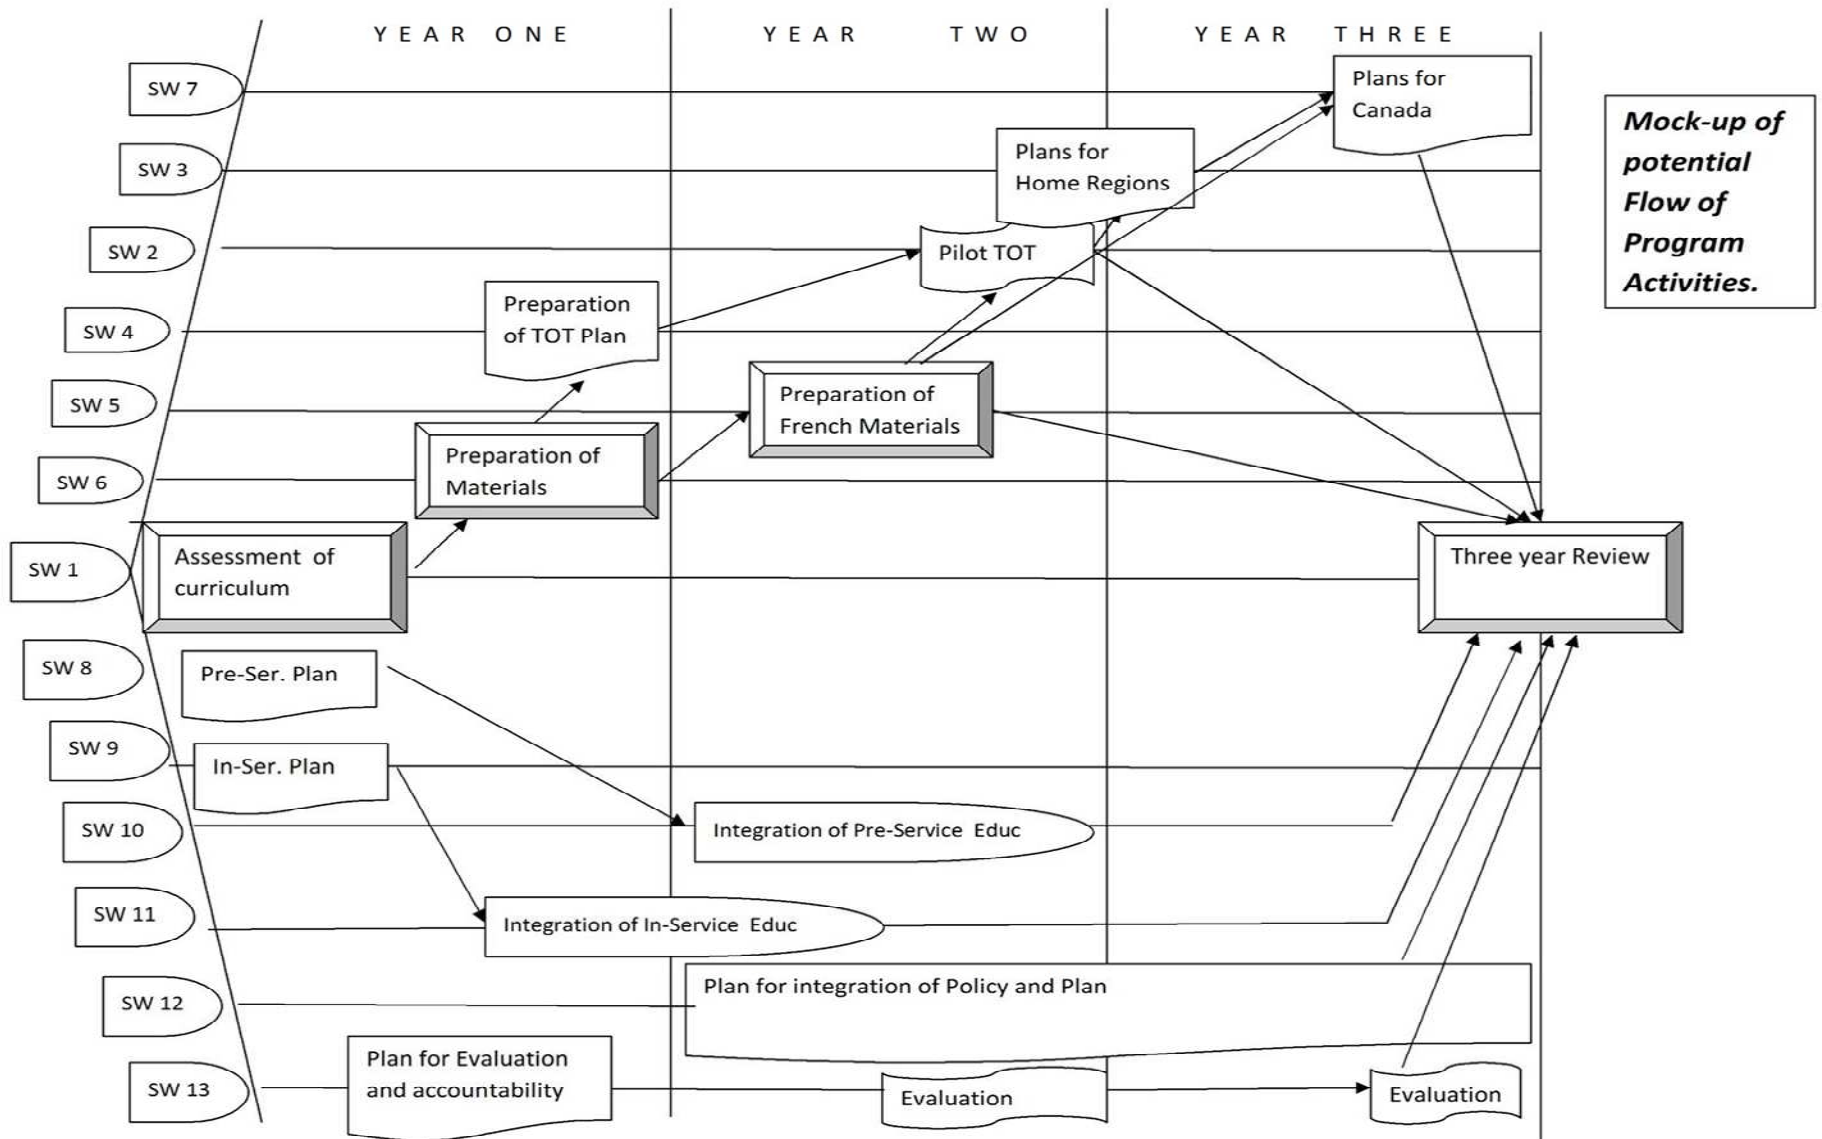 YEAR ONE
YEAR TWO
YEAR THREE
SW 7
Plans for
Canada
Mock-up of
potential
Flow of
Program
Activities.
SW 3
Plans for
Home Regions
SW 2
Pilot TOT
SW 4
Preparation
of TOT Plan
SW 5
Preparation of
French Materials
SW 6
Preparation of
Materials
SW 1
Assessment of
curriculum
Three year Review
SW 8
Pre-Ser. Plan
SW 9
In-Ser. Plan
SW 10
Integration of Pre-Service Educ
SW 11
Integration of In-Service Educ
SW 12
Plan for integration of Policy and Plan
SW 13
Plan for Evaluation
and accountability
Evaluation
Evaluation